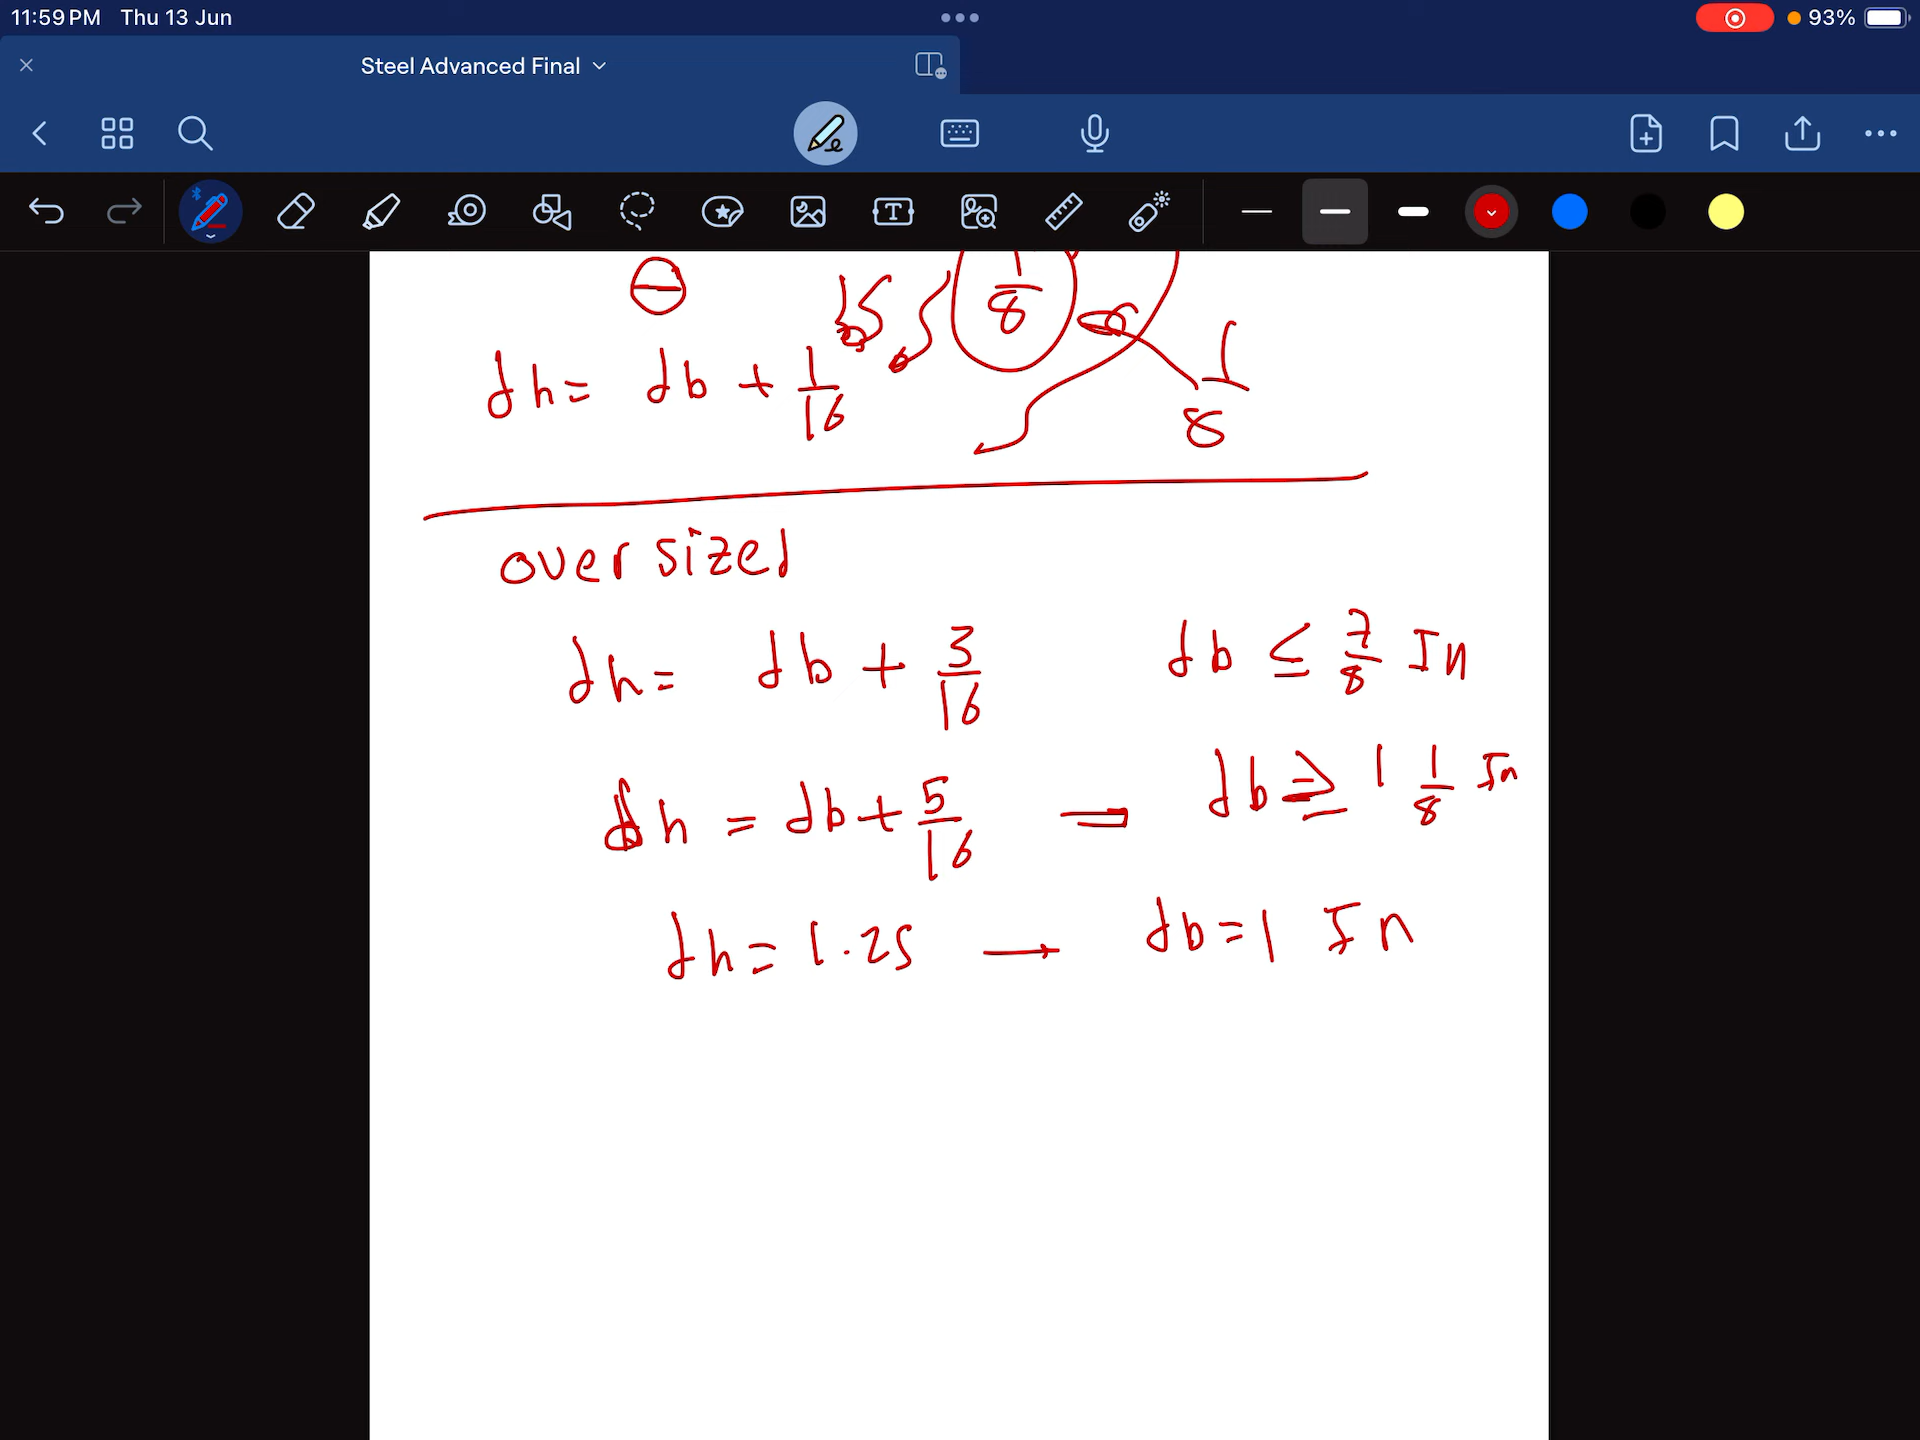 11:59 PM Thu 13 Jun
93%
Steel Advanced Final
1/8
dh = db + 1/16
1/8
over sized
dh = db + 3/16 db ≤ 7/8 In
dh = db + 5/16 → db ≥ 1 1/8 In
dh = 1.25 → db = 1 In